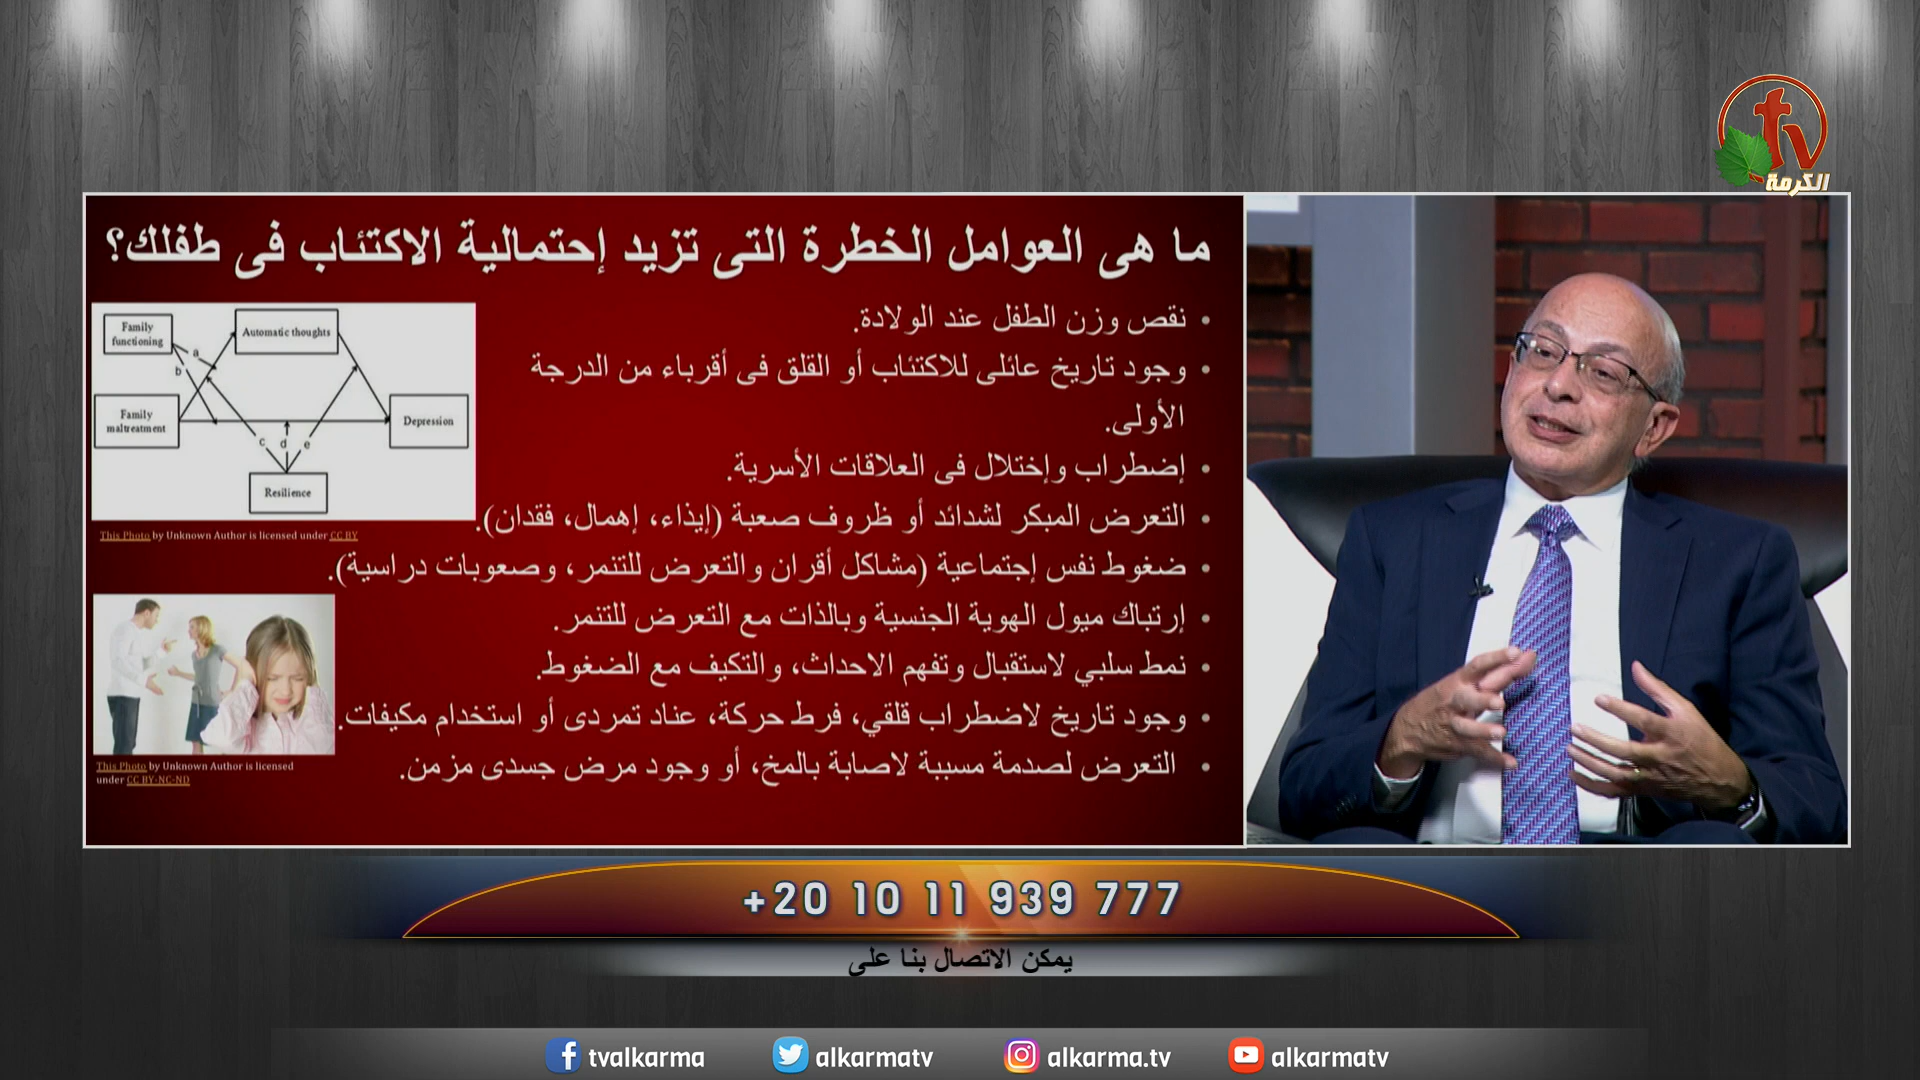 tv
الكرمة
ما هى العوامل الخطرة التى تزيد إحتمالية الاكتئاب فى طفلك؟
• نقص وزن الطفل عند الولادة.
• وجود تاريخ عائلى للاكتئاب أو القلق فى أقرباء من الدرجة
الأولى.
• إضطراب وإختلال فى العلاقات الأسرية.
• التعرض المبكر لشدائد أو ظروف صعبة (إيذاء، إهمال، فقدان).
• ضغوط نفس إجتماعية (مشاكل أقران والتعرض للتنمر، وصعوبات دراسية).
• إرتباك ميول الهوية الجنسية وبالذات مع التعرض للتنمر.
• نمط سلبي لاستقبال وتفهم الاحداث، والتكيف مع الضغوط.
• وجود تاريخ لاضطراب قلقي، فرط حركة، عناد تمردى أو استخدام مكيفات.
• التعرض لصدمة مسببة لاصابة بالمخ، أو وجود مرض جسدى مزمن.
Family
functioning
Automatic thoughts
a
b
Family
maltreatment
Depression
c d e
Resilience
This Photo by Unknown Author is licensed under CC BY
This Photo by Unknown Author is licensed
under CC BY-NC-ND
+20 10 11 939 777
يمكن الاتصال بنا على
tvalkarma
alkarmatv
alkarma.tv
alkarmatv